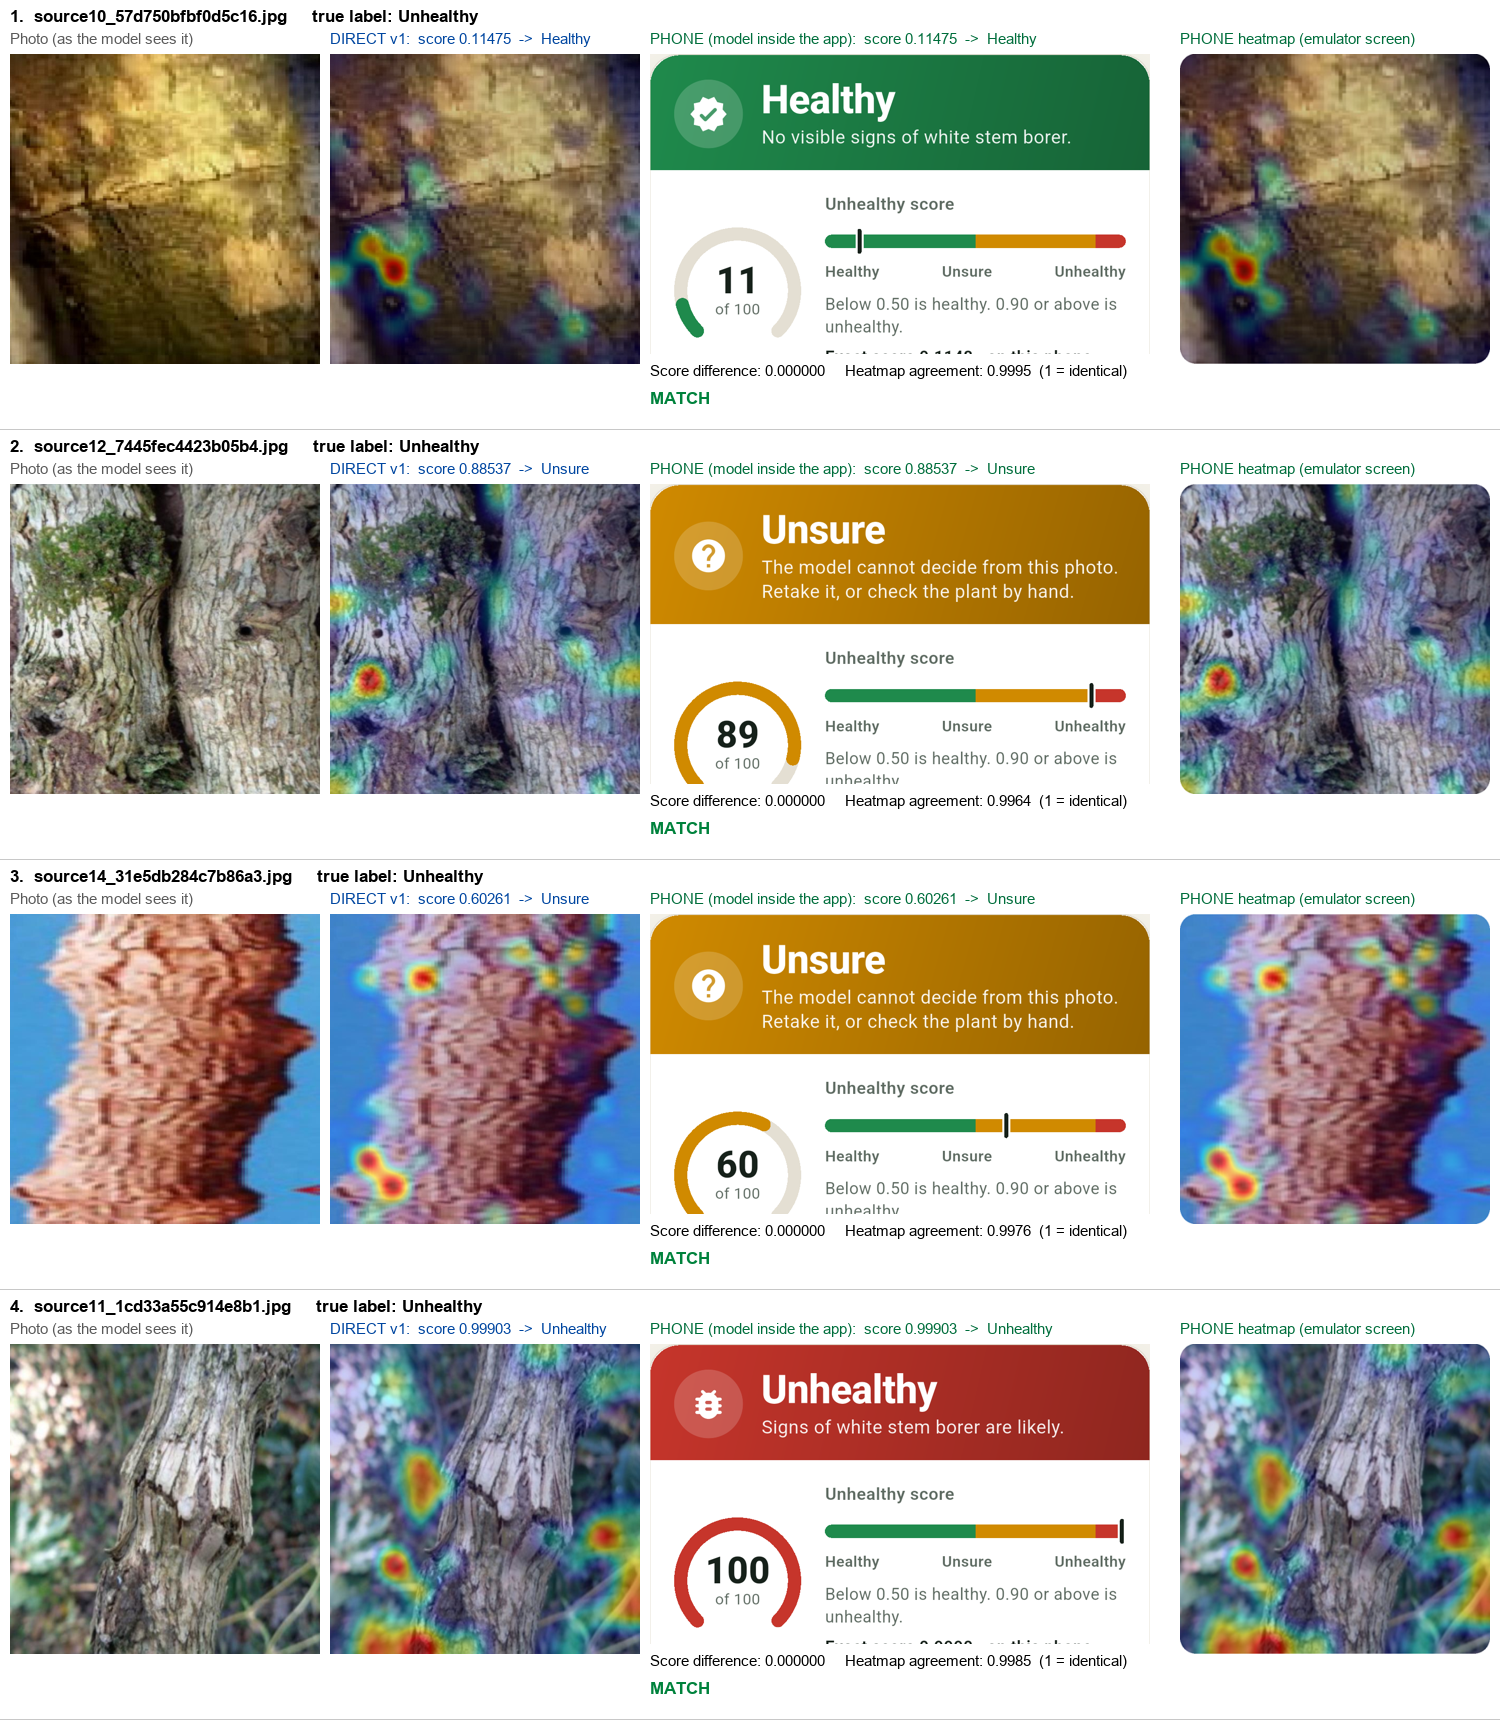 1. source10_57d750bfbf0d5c16.jpg true label: Unhealthy
Photo (as the model sees it) DIRECT v1: score 0.11475 -> Healthy PHONE (model inside the app): score 0.11475 -> Healthy PHONE heatmap (emulator screen)
Healthy
No visible signs of white stem borer.
Unhealthy score
Healthy Unsure Unhealthy
11
of 100
Below 0.50 is healthy. 0.90 or above is
unhealthy.
Score difference: 0.000000 Heatmap agreement: 0.9995 (1 = identical)
MATCH
2. source12_7445fec4423b05b4.jpg true label: Unhealthy
Photo (as the model sees it) DIRECT v1: score 0.88537 -> Unsure PHONE (model inside the app): score 0.88537 -> Unsure PHONE heatmap (emulator screen)
Unsure
The model cannot decide from this photo.
Retake it, or check the plant by hand.
Unhealthy score
Healthy Unsure Unhealthy
89
of 100
Below 0.50 is healthy. 0.90 or above is
unhealthy
Score difference: 0.000000 Heatmap agreement: 0.9964 (1 = identical)
MATCH
3. source14_31e5db284c7b86a3.jpg true label: Unhealthy
Photo (as the model sees it) DIRECT v1: score 0.60261 -> Unsure PHONE (model inside the app): score 0.60261 -> Unsure PHONE heatmap (emulator screen)
Unsure
The model cannot decide from this photo.
Retake it, or check the plant by hand.
Unhealthy score
Healthy Unsure Unhealthy
60
of 100
Below 0.50 is healthy. 0.90 or above is
unhealthy
Score difference: 0.000000 Heatmap agreement: 0.9976 (1 = identical)
MATCH
4. source11_1cd33a55c914e8b1.jpg true label: Unhealthy
Photo (as the model sees it) DIRECT v1: score 0.99903 -> Unhealthy PHONE (model inside the app): score 0.99903 -> Unhealthy PHONE heatmap (emulator screen)
Unhealthy
Signs of white stem borer are likely.
Unhealthy score
Healthy Unsure Unhealthy
100
of 100
Below 0.50 is healthy. 0.90 or above is
unhealthy.
Score difference: 0.000000 Heatmap agreement: 0.9985 (1 = identical)
MATCH